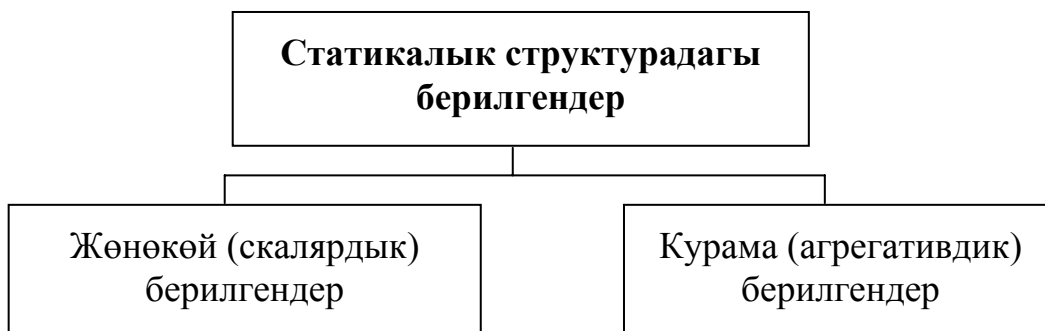 Статикалык структурадагы
берилгендер
Жөнөкөй (скалярдык)
берилгендер
Курама (агрегативдик)
берилгендер